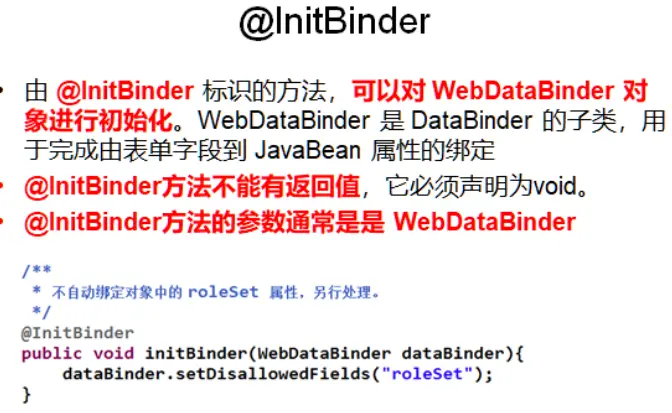 @InitBinder
• 由 @InitBinder 标识的方法，可以对 WebDataBinder 对
象进行初始化。WebDataBinder 是 DataBinder 的子类，用
于完成由表单字段到 JavaBean 属性的绑定
• @InitBinder方法不能有返回值，它必须声明为void。
• @InitBinder方法的参数通常是是 WebDataBinder
/**
* 不自动绑定对象中的 roleSet 属性，另行处理。
*/
@InitBinder
public void initBinder(WebDataBinder dataBinder){
dataBinder.setDisallowedFields("roleSet");
}